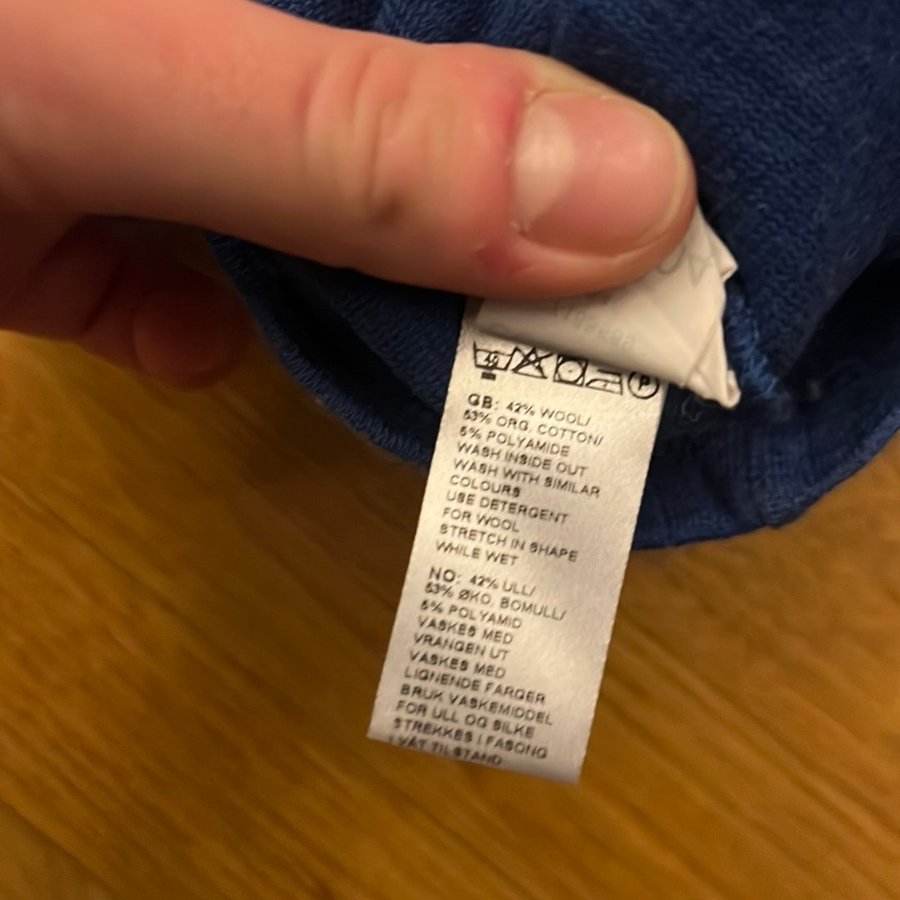 40
P
GB: 42% WOOL/
53% ORG. COTTON/
5% POLYAMIDE
WASH INSIDE OUT
WASH WITH SIMILAR
COLOURS
USE DETERGENT
FOR WOOL
STRETCH IN SHAPE
WHILE WET
NO: 42% ULL/
53% ØKO. BOMULL/
5% POLYAMID
VASKES MED
VRANGEN UT
VASKES MED
LIGNENDE FARGER
BRUK VASKEMIDDEL
FOR ULL OG SILKE
STREKKES I FASONG
I VÅT TILSTAND